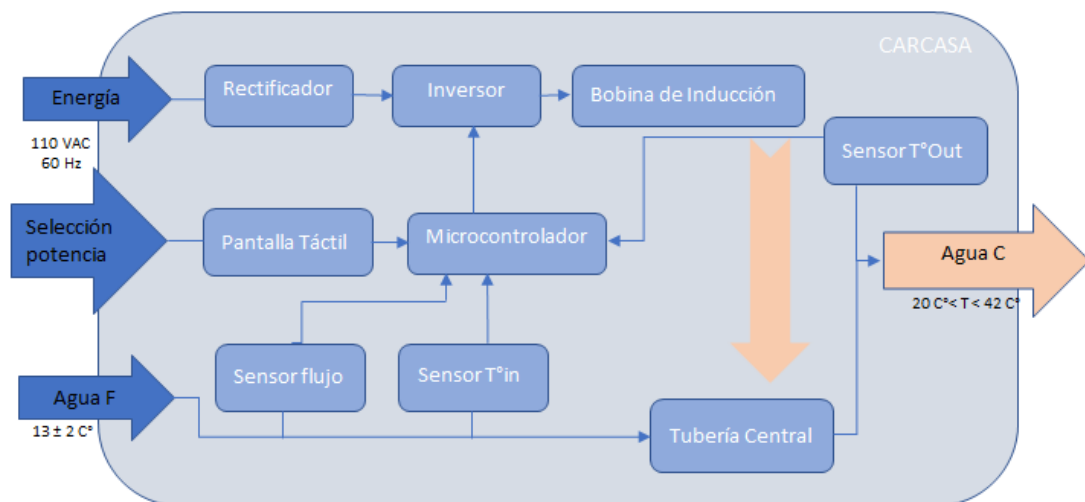 CARCASA
Energía
Rectificador
Inversor
Bobina de Inducción
110 VAC
60 Hz
Sensor T°Out
Selección
potencia
Pantalla Táctil
Microcontrolador
Agua C
20 C°< T < 42 C°
Sensor flujo
Sensor T°in
Agua F
13 ± 2 C°
Tubería Central